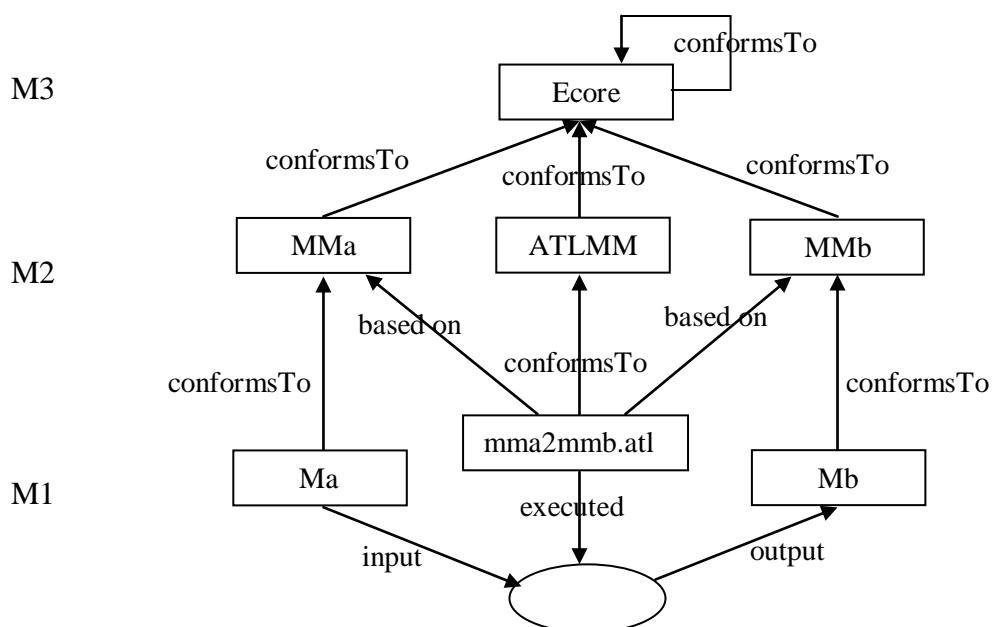 conformsTo
M3
Ecore
conformsTo
conformsTo
conformsTo
MMa
ATLMM
MMb
M2
based on
based on
conformsTo
conformsTo
conformsTo
mma2mmb.atl
Ma
Mb
M1
executed
input
output